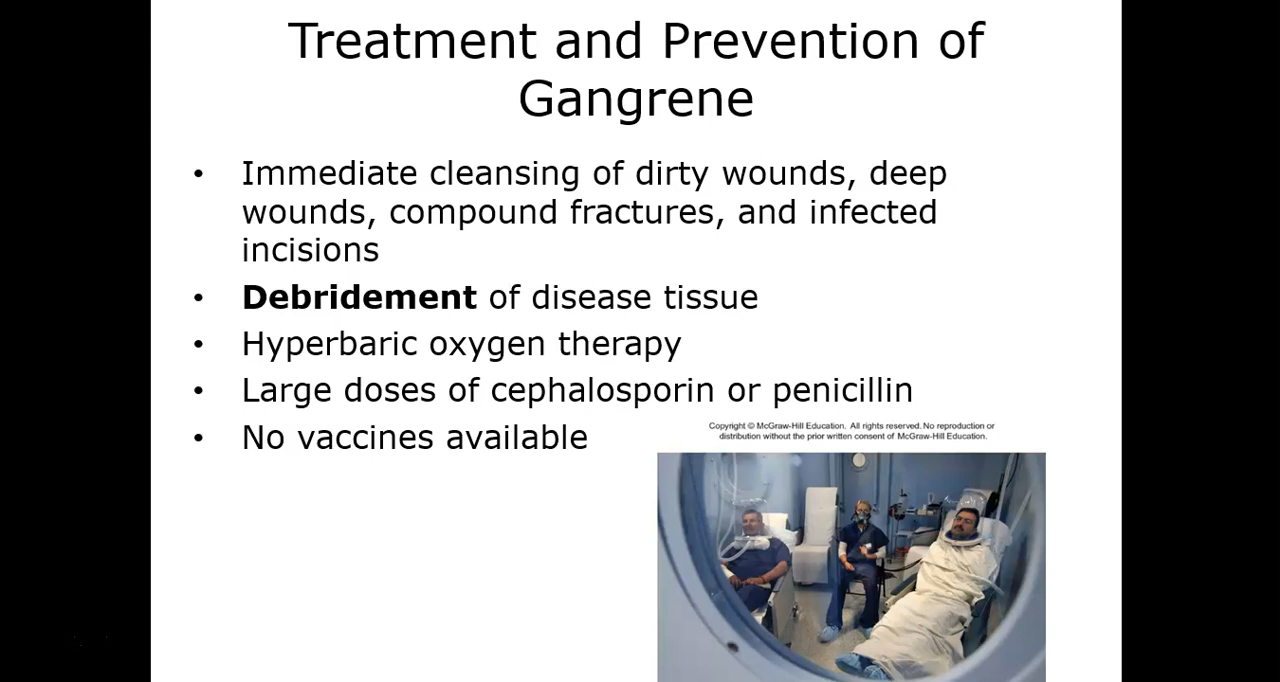 Treatment and Prevention of
Gangrene
• Immediate cleansing of dirty wounds, deep
wounds, compound fractures, and infected
incisions
• Debridement of disease tissue
• Hyperbaric oxygen therapy
• Large doses of cephalosporin or penicillin
• No vaccines available
Copyright © McGraw-Hill Education. All rights reserved. No reproduction or
distribution without the prior written consent of McGraw-Hill Education.